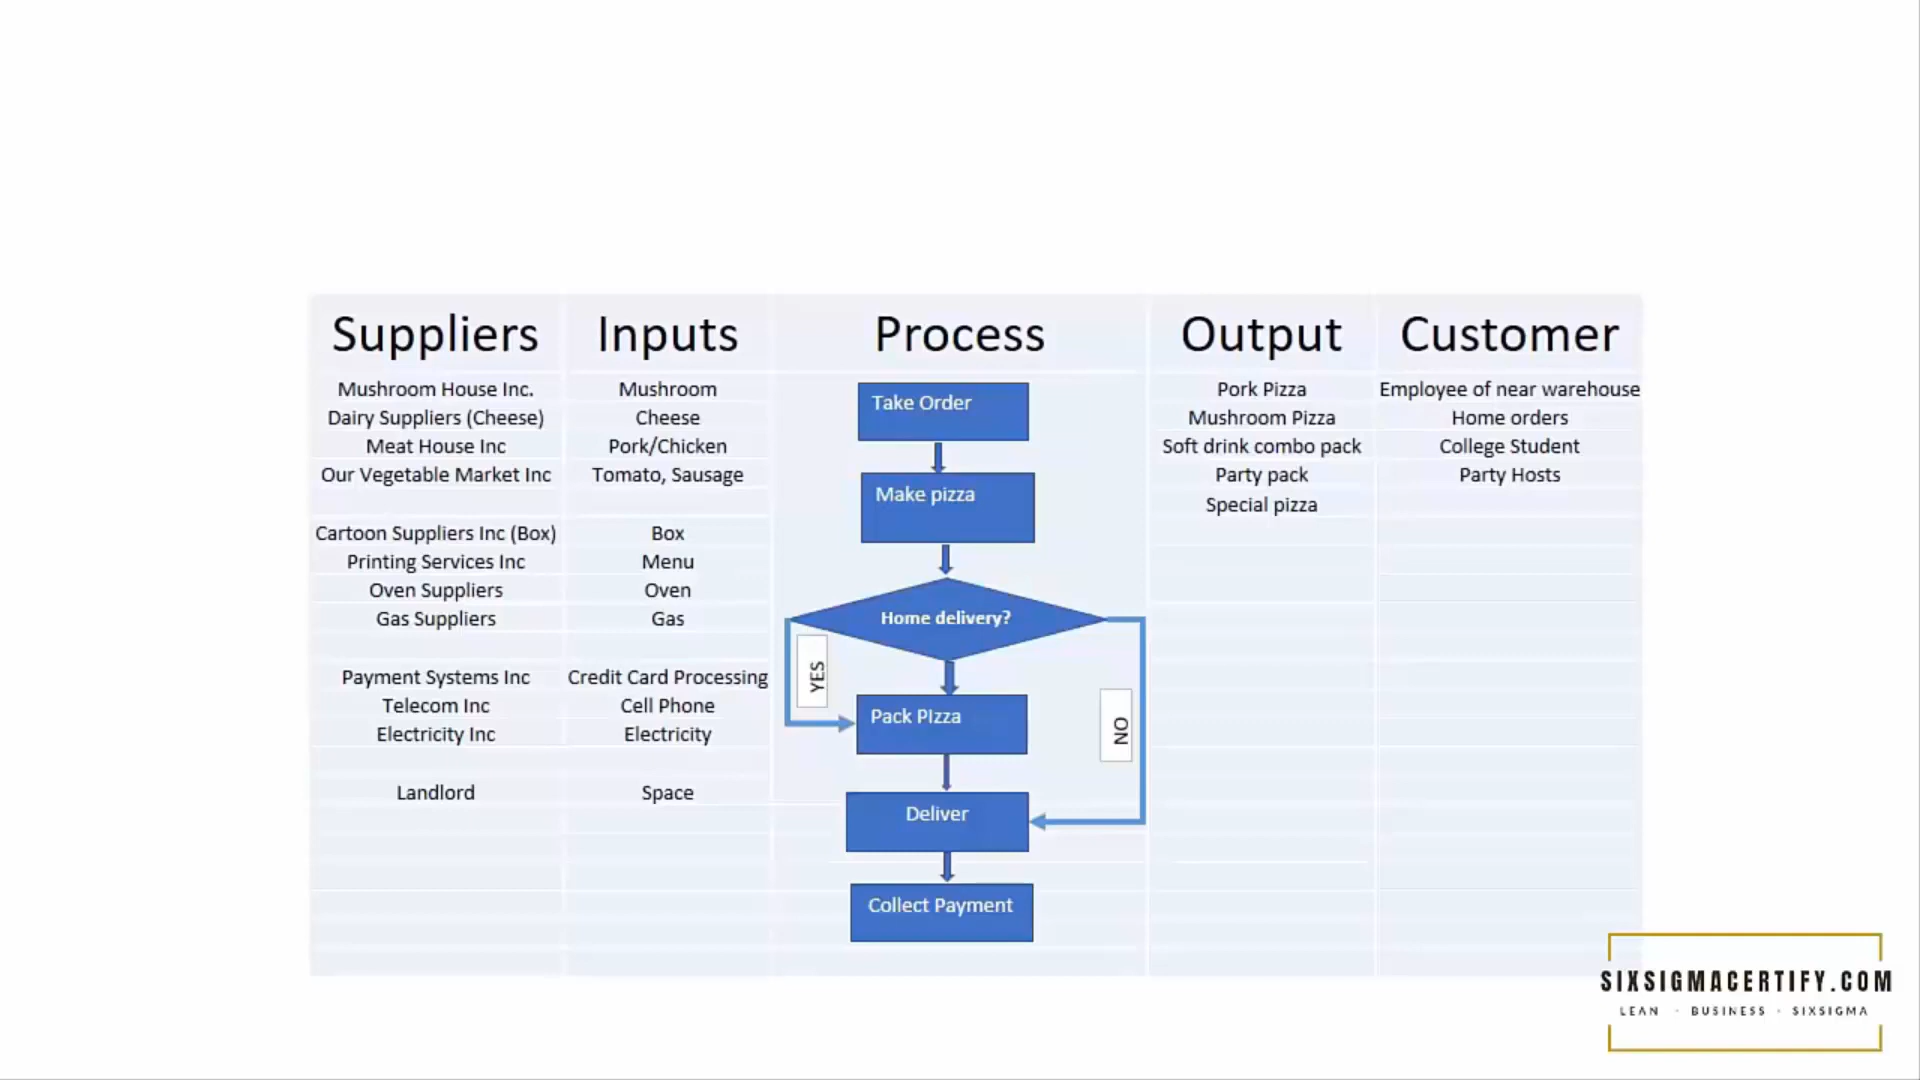 Suppliers Inputs Process Output Customer
Mushroom House Inc. Mushroom Pork Pizza Employee of near warehouse
Take Order
Dairy Suppliers (Cheese) Cheese Mushroom Pizza Home orders
Meat House Inc Pork/Chicken Soft drink combo pack College Student
Our Vegetable Market Inc Tomato, Sausage Party pack Party Hosts
Make pizza
Special pizza
Cartoon Suppliers Inc (Box) Box
Printing Services Inc Menu
Oven Suppliers Oven
Gas Suppliers Gas Home delivery?
YES
Payment Systems Inc Credit Card Processing
Telecom Inc Cell Phone
Pack PIzza
NO
Electricity Inc Electricity
Landlord Space
Deliver
Collect Payment
SIXSIGMACERTIFY.COM
LEAN · BUSINESS · SIXSIGMA